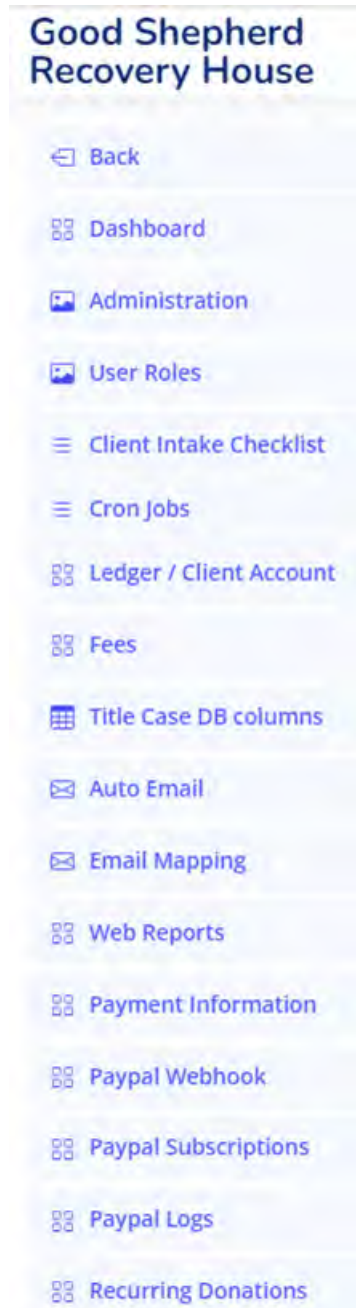 Good Shepherd
Recovery House
Back
Dashboard
Administration
User Roles
Client Intake Checklist
Cron Jobs
Ledger / Client Account
Fees
Title Case DB columns
Auto Email
Email Mapping
Web Reports
Payment Information
Paypal Webhook
Paypal Subscriptions
Paypal Logs
Recurring Donations